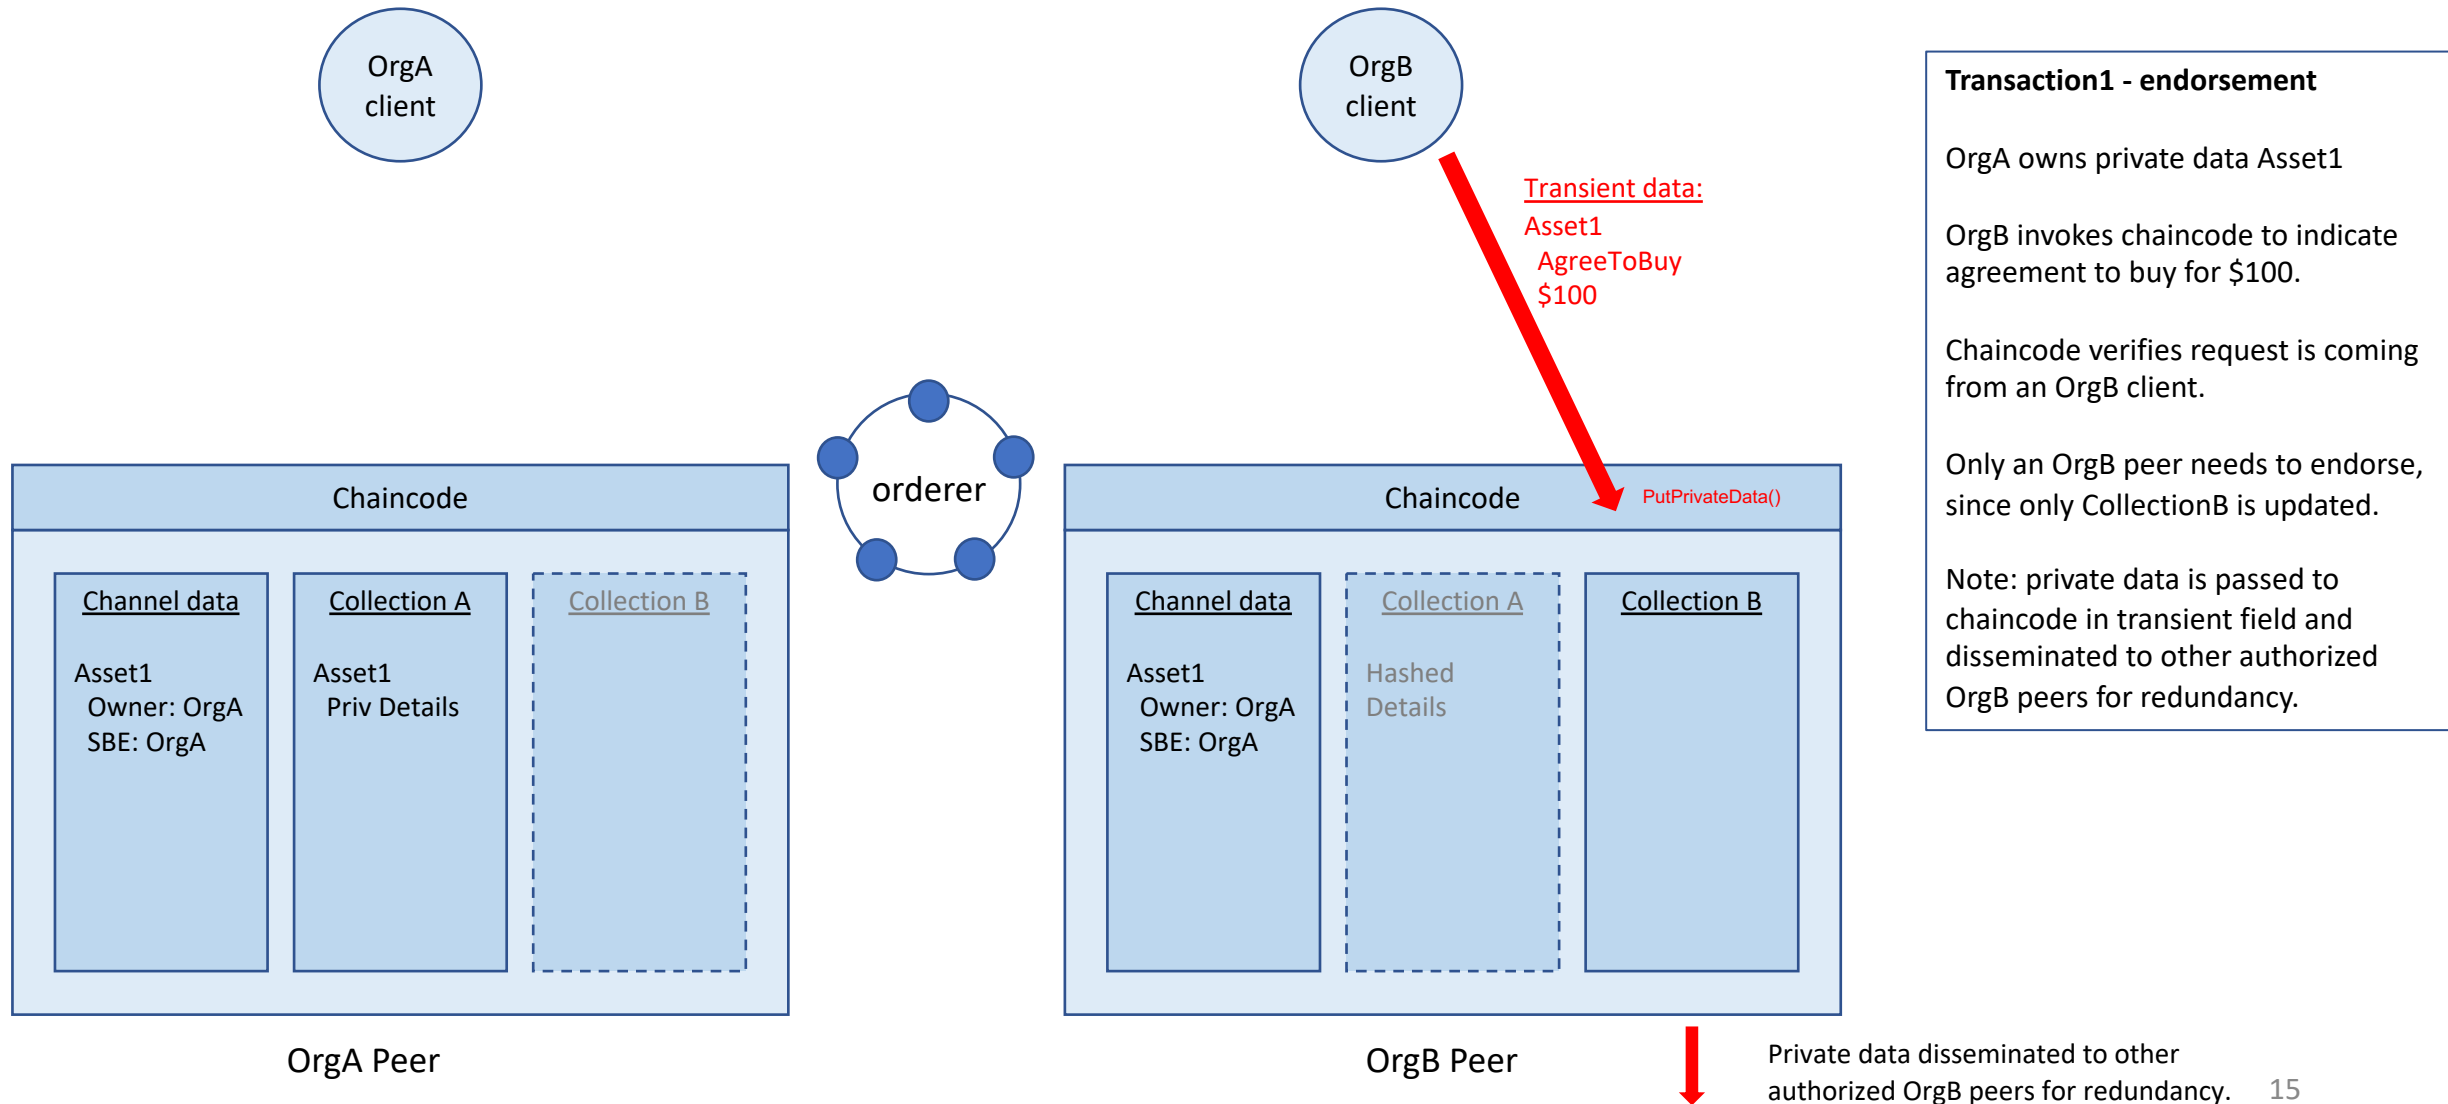 OrgA
client
OrgB
client
Transient data:
Asset1
AgreeToBuy
$100
orderer
Chaincode
Channel data
Asset1
Owner: OrgA
SBE: OrgA
Collection A
Asset1
Priv Details
Collection B
OrgA Peer
Chaincode
PutPrivateData()
Channel data
Asset1
Owner: OrgA
SBE: OrgA
Collection A
Hashed
Details
Collection B
OrgB Peer
Transaction1 - endorsement
OrgA owns private data Asset1
OrgB invokes chaincode to indicate
agreement to buy for $100.
Chaincode verifies request is coming
from an OrgB client.
Only an OrgB peer needs to endorse,
since only CollectionB is updated.
Note: private data is passed to
chaincode in transient field and
disseminated to other authorized
OrgB peers for redundancy.
Private data disseminated to other
authorized OrgB peers for redundancy.
15